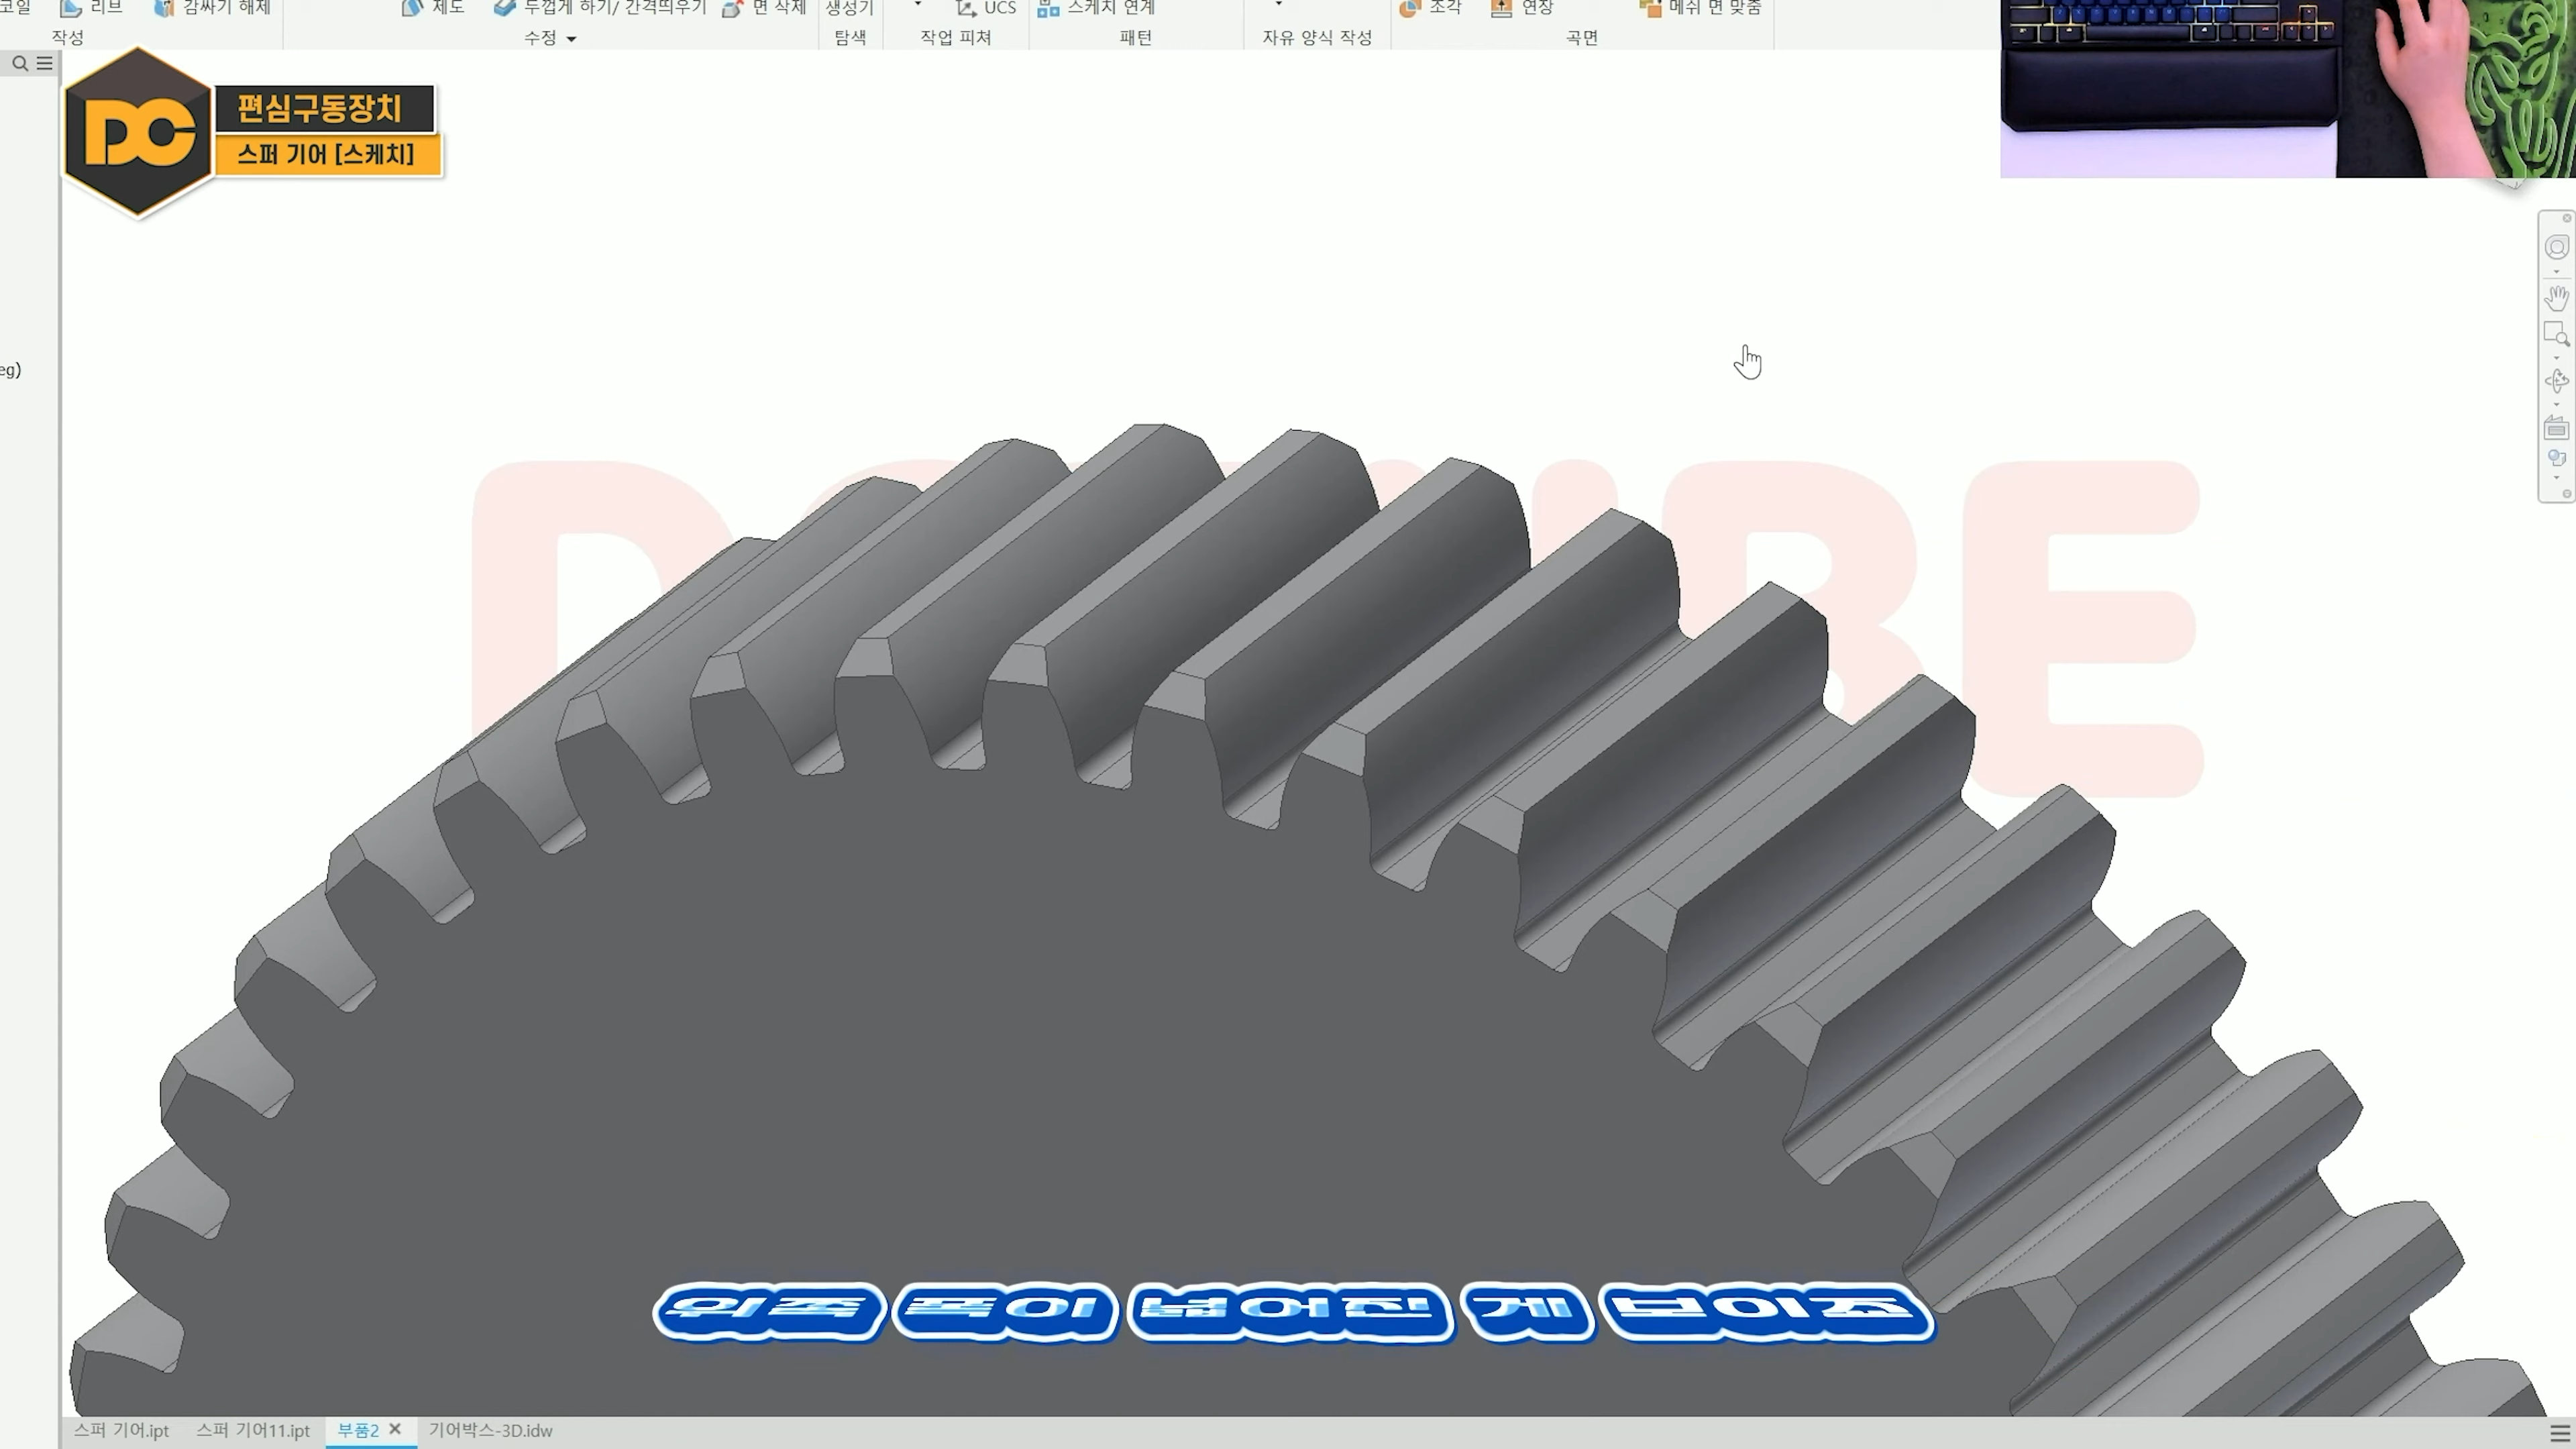 코일 리브 감싸기 해제 제도 두껍게 하기/ 간격띄우기 면 삭제 생성기 UCS 스케치 연계 조각 연장 메쉬 면 맞춤
작성 수정 탐색 작업 피쳐 패턴 자유 양식 작성 곡면
DC
편심구동장치
스퍼 기어 [스케치]
eg)
위쪽 폭이 넓어진 게 보이죠
스퍼 기어.ipt 스퍼 기어11.ipt 부품2 기어박스-3D.idw